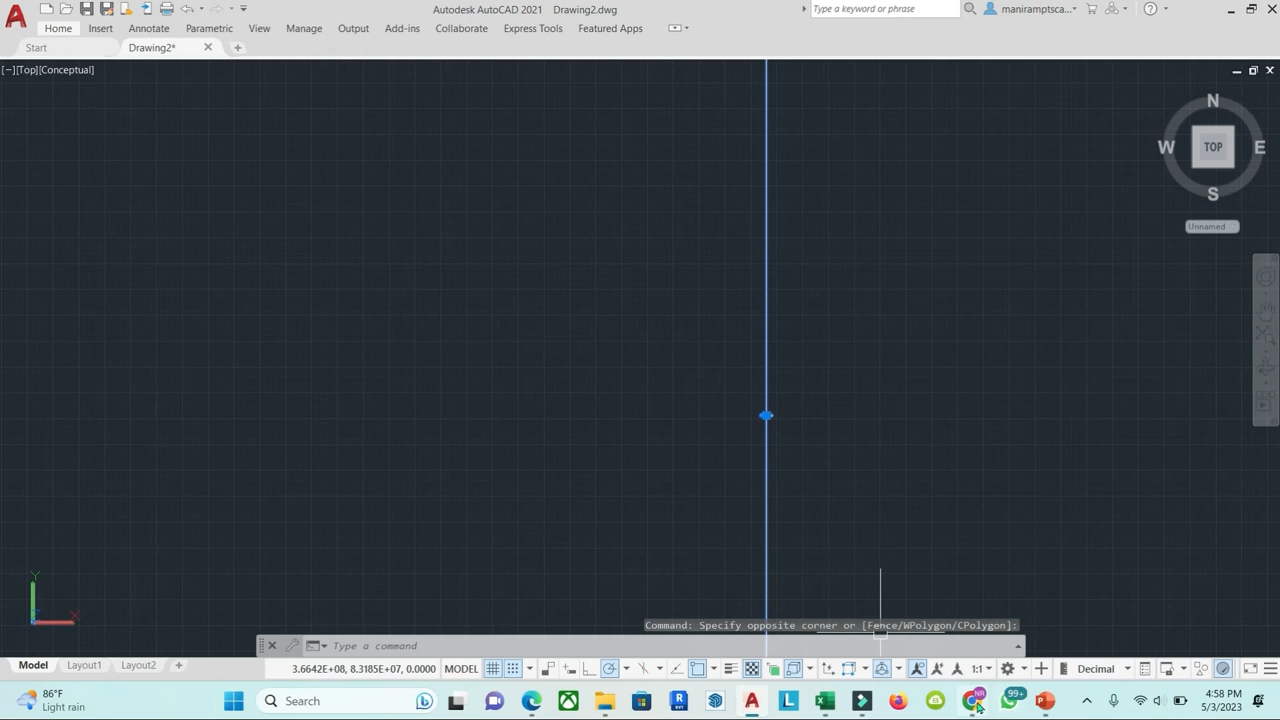 Autodesk AutoCAD 2021 Drawing2.dwg
Type a keyword or phrase
maniramptsca...
Home Insert Annotate Parametric View Manage Output Add-ins Collaborate Express Tools Featured Apps
Start Drawing2*
[−][Top][Conceptual]
N
W TOP E
S
Unnamed
Y
X
Command: Specify opposite corner or [Fence/WPolygon/CPolygon]:
Type a command
Model Layout1 Layout2
3.6642E+08, 8.3185E+07, 0.0000 MODEL 1:1 Decimal
86°F
Light rain
Search
NR
99+
4:58 PM
5/3/2023